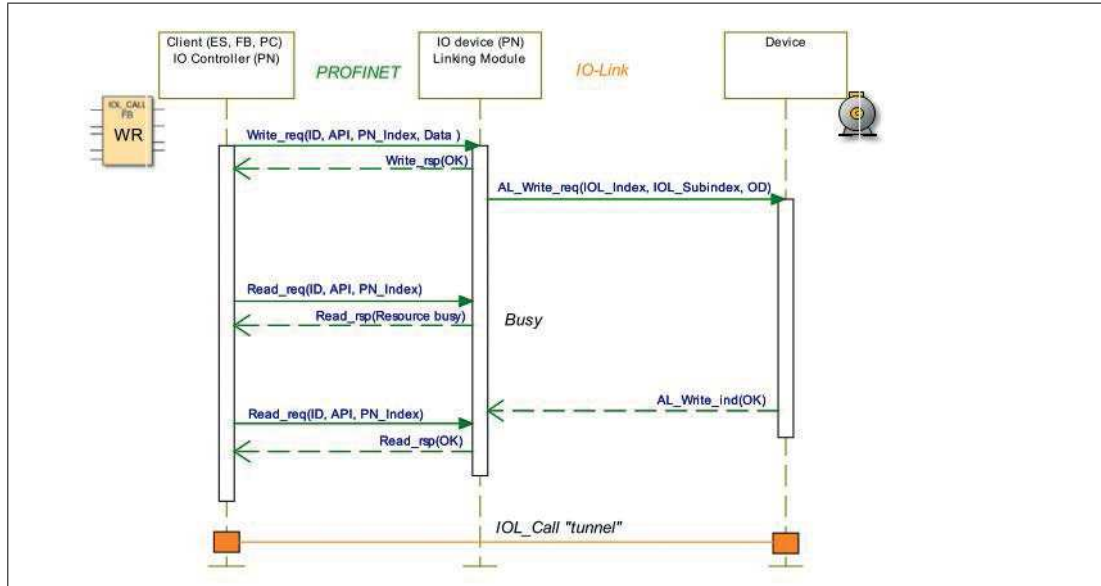 Client (ES, FB, PC)
IO Controller (PN)
PROFINET
IO device (PN)
Linking Module
IO-Link
Device
IOL_CALL
FB
WR
Write_req(ID, API, PN_Index, Data )
Write_rsp(OK)
AL_Write_req(IOL_Index, IOL_Subindex, OD)
Read_req(ID, API, PN_Index)
Read_rsp(Resource busy)
Busy
AL_Write_ind(OK)
Read_req(ID, API, PN_Index)
Read_rsp(OK)
IOL_Call "tunnel"